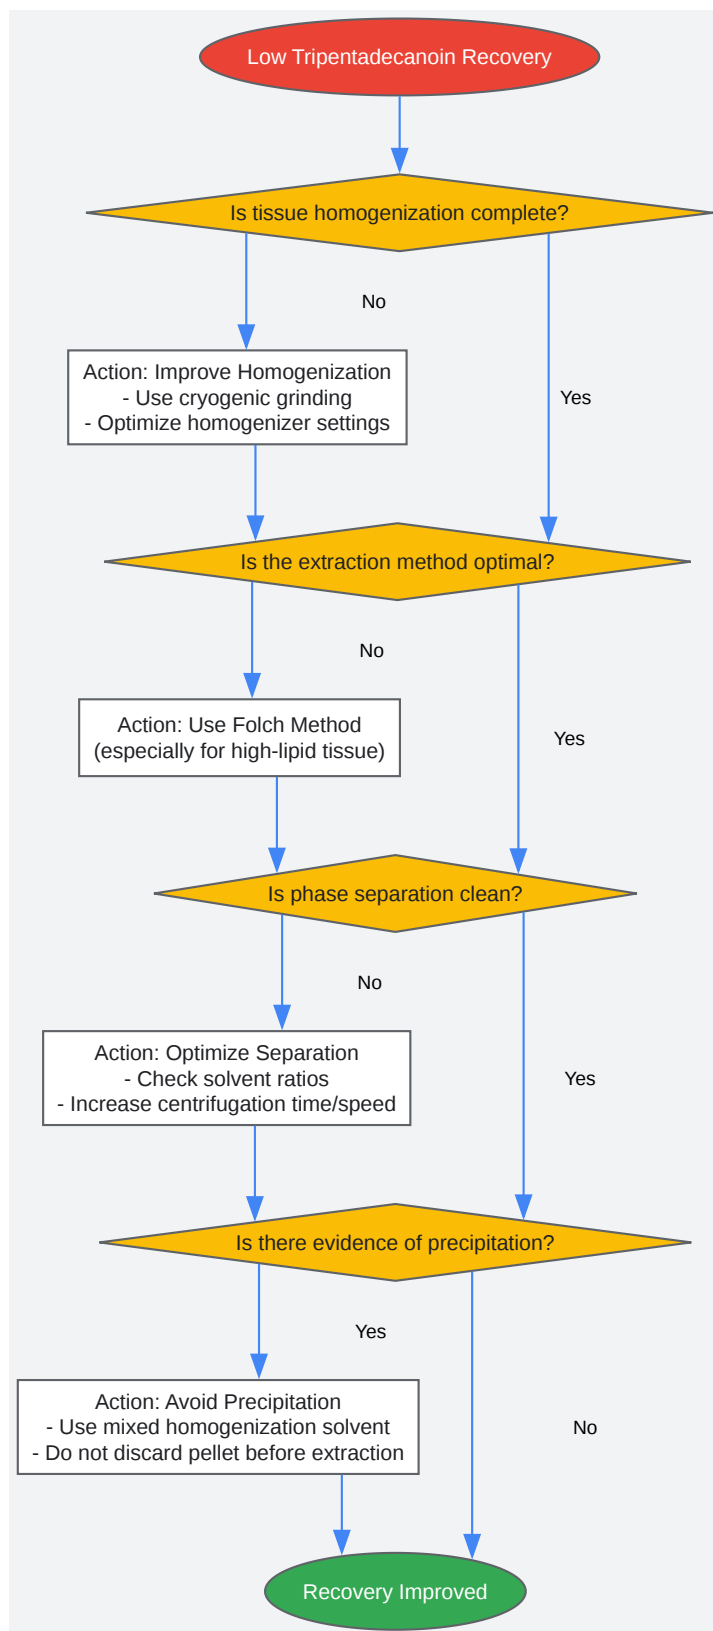 Low Tripentadecanoin Recovery
Is tissue homogenization complete?
No
Action: Improve Homogenization
- Use cryogenic grinding
- Optimize homogenizer settings
Yes
Is the extraction method optimal?
No
Action: Use Folch Method
(especially for high-lipid tissue)
Yes
Is phase separation clean?
No
Action: Optimize Separation
- Check solvent ratios
- Increase centrifugation time/speed
Yes
Is there evidence of precipitation?
Yes
Action: Avoid Precipitation
- Use mixed homogenization solvent
- Do not discard pellet before extraction
No
Recovery Improved